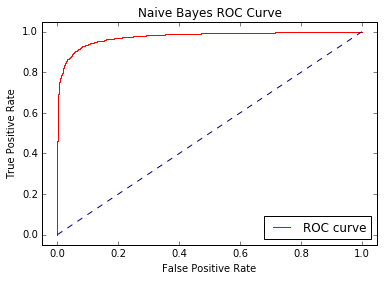 Naive Bayes ROC Curve
True Positive Rate
1.0
0.8
0.6
0.4
0.2
0.0
ROC curve
0.0 0.2 0.4 0.6 0.8 1.0
False Positive Rate